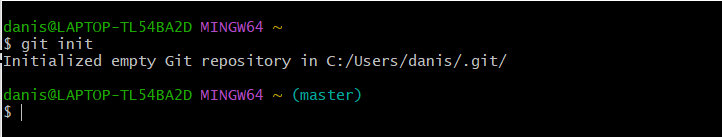 danis@LAPTOP-TL54BA2D MINGW64 ~
$ git init
Initialized empty Git repository in C:/Users/danis/.git/
danis@LAPTOP-TL54BA2D MINGW64 ~ (master)
$